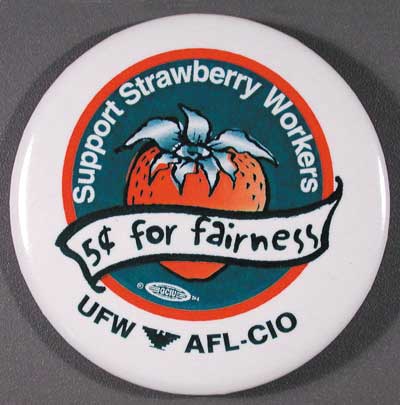 Support Strawberry Workers
5¢ for fairness
UFW AFL-CIO